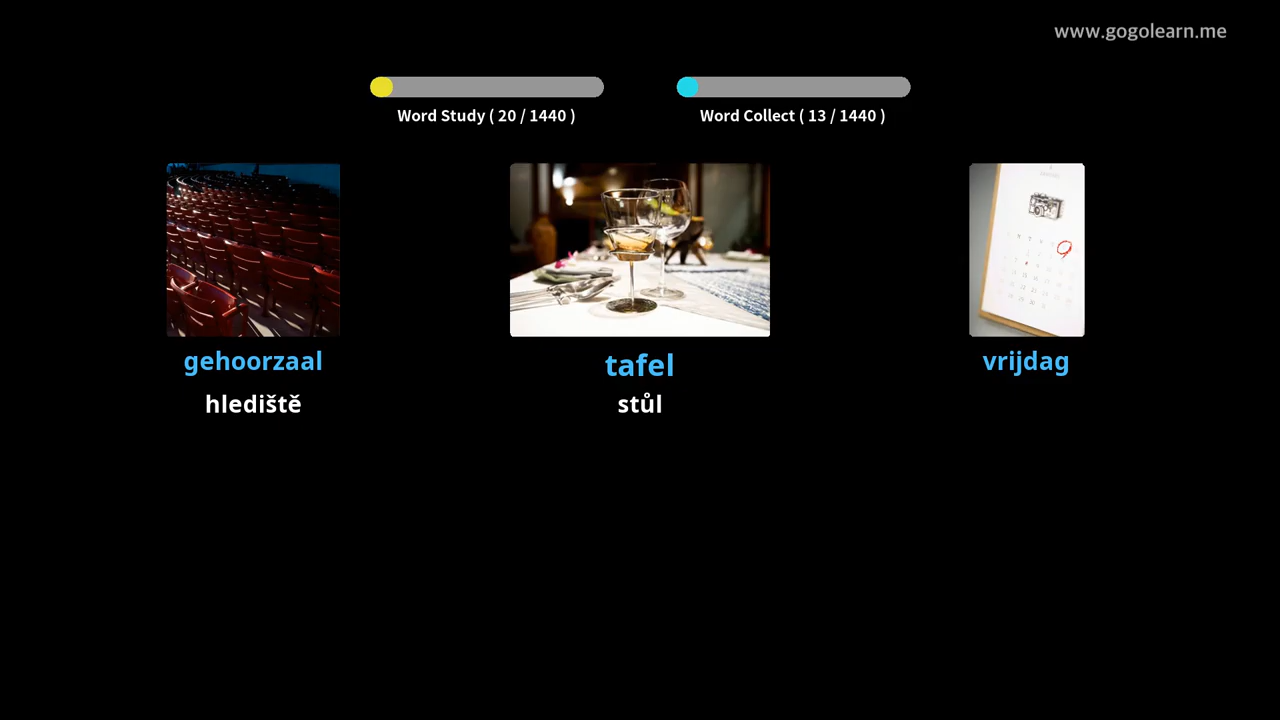 www.gogolearn.me
Word Study ( 20 / 1440 )
Word Collect ( 13 / 1440 )
gehoorzaal
tafel
vrijdag
hlediště
stůl